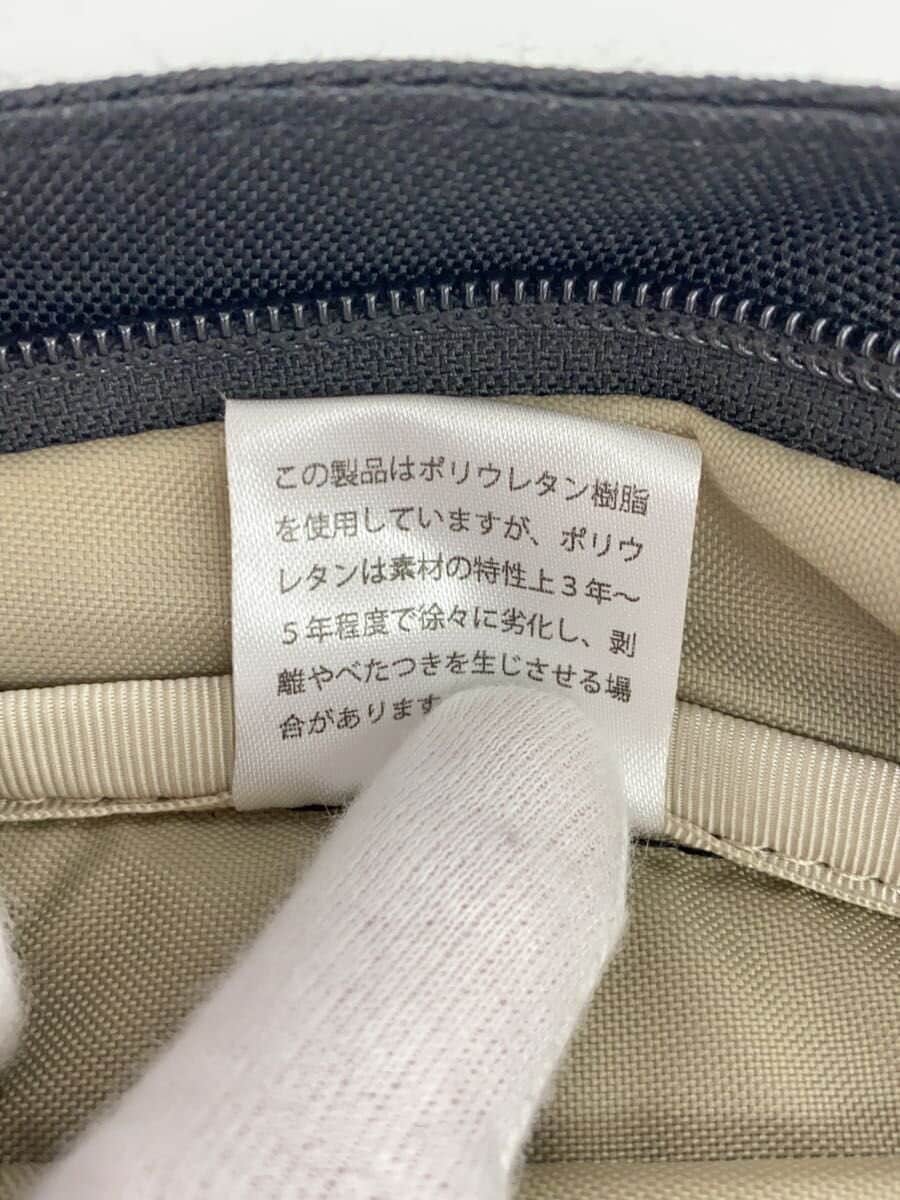 この製品はポリウレタン樹脂
を使用していますが、ポリウ
レタンは素材の特性上３年～
５年程度で徐々に劣化し、剥
離やべたつきを生じさせる場
合があります